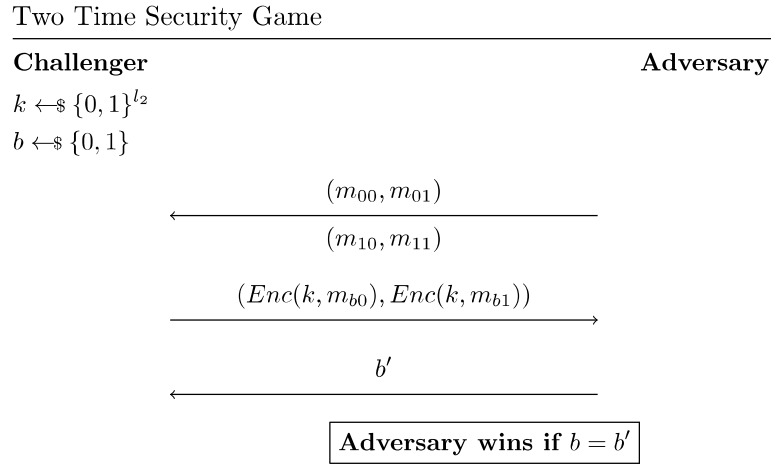 Two Time Security Game
Challenger Adversary
k ←$ {0, 1}^{l_2}
b ←$ {0, 1}
(m_{00}, m_{01})
(m_{10}, m_{11})
(Enc(k, m_{b0}), Enc(k, m_{b1}))
b′
Adversary wins if b = b′